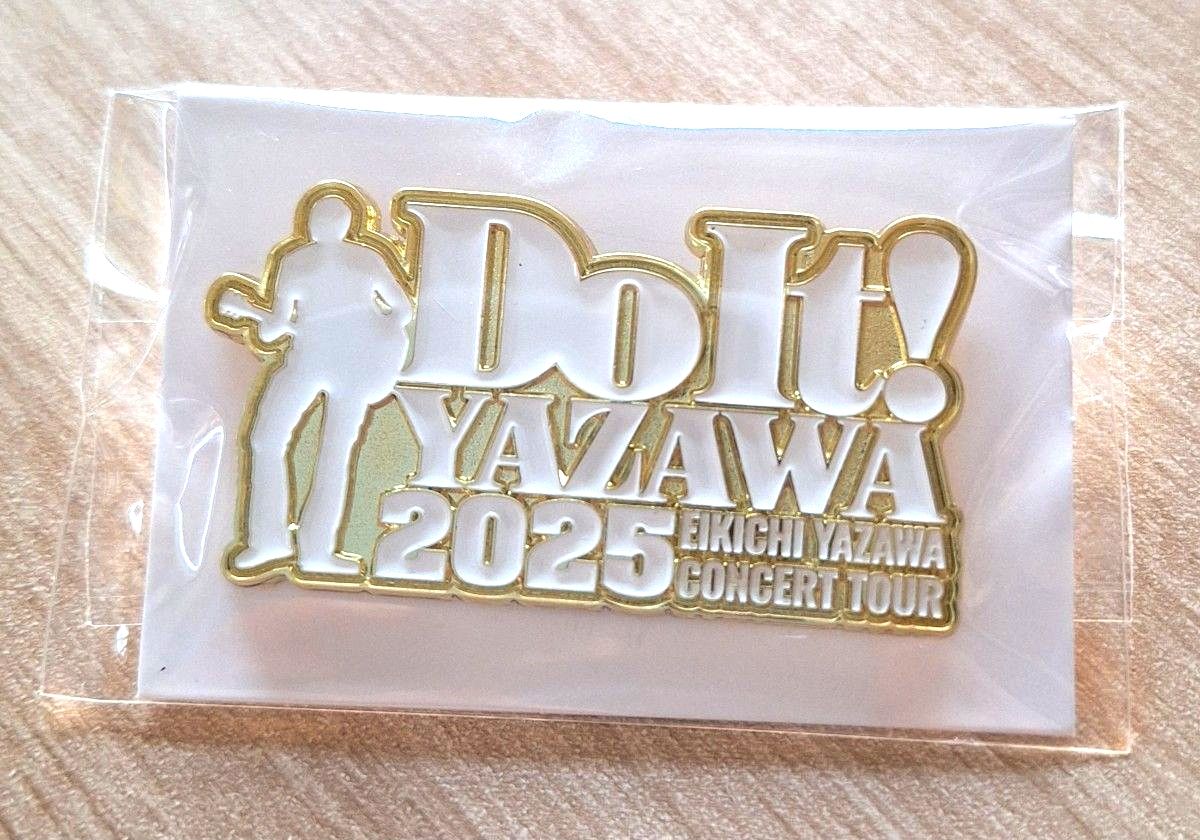 Do It!
YAZAWA
2025
EIKICHI YAZAWA
CONCERT TOUR